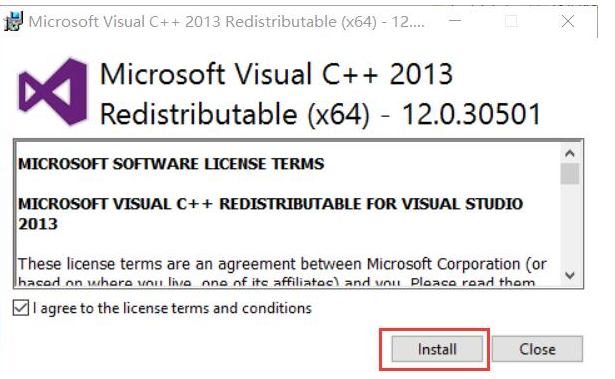 Microsoft Visual C++ 2013 Redistributable (x64) - 12.0....
Microsoft Visual C++ 2013
Redistributable (x64) - 12.0.30501
MICROSOFT SOFTWARE LICENSE TERMS
MICROSOFT VISUAL C++ REDISTRIBUTABLE FOR VISUAL STUDIO
2013
These license terms are an agreement between Microsoft Corporation (or
based on where you live, one of its affiliates) and you. Please read them.
I agree to the license terms and conditions
Install
Close